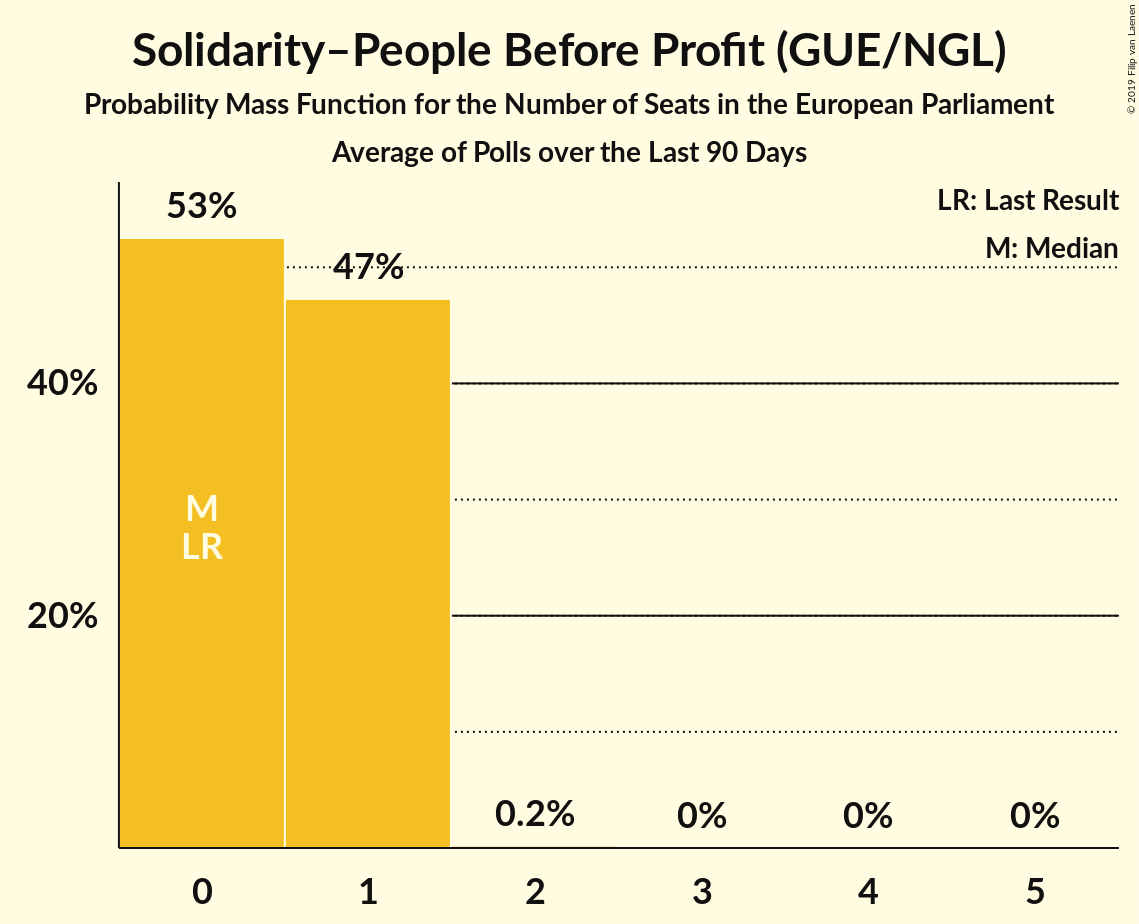 Solidarity–People Before Profit (GUE/NGL)
Probability Mass Function for the Number of Seats in the European Parliament
Average of Polls over the Last 90 Days
© 2019 Filip van Laenen
LR: Last Result
M: Median
53%
47%
40%
M
LR
20%
0.2%
0%
0%
0%
0
1
2
3
4
5